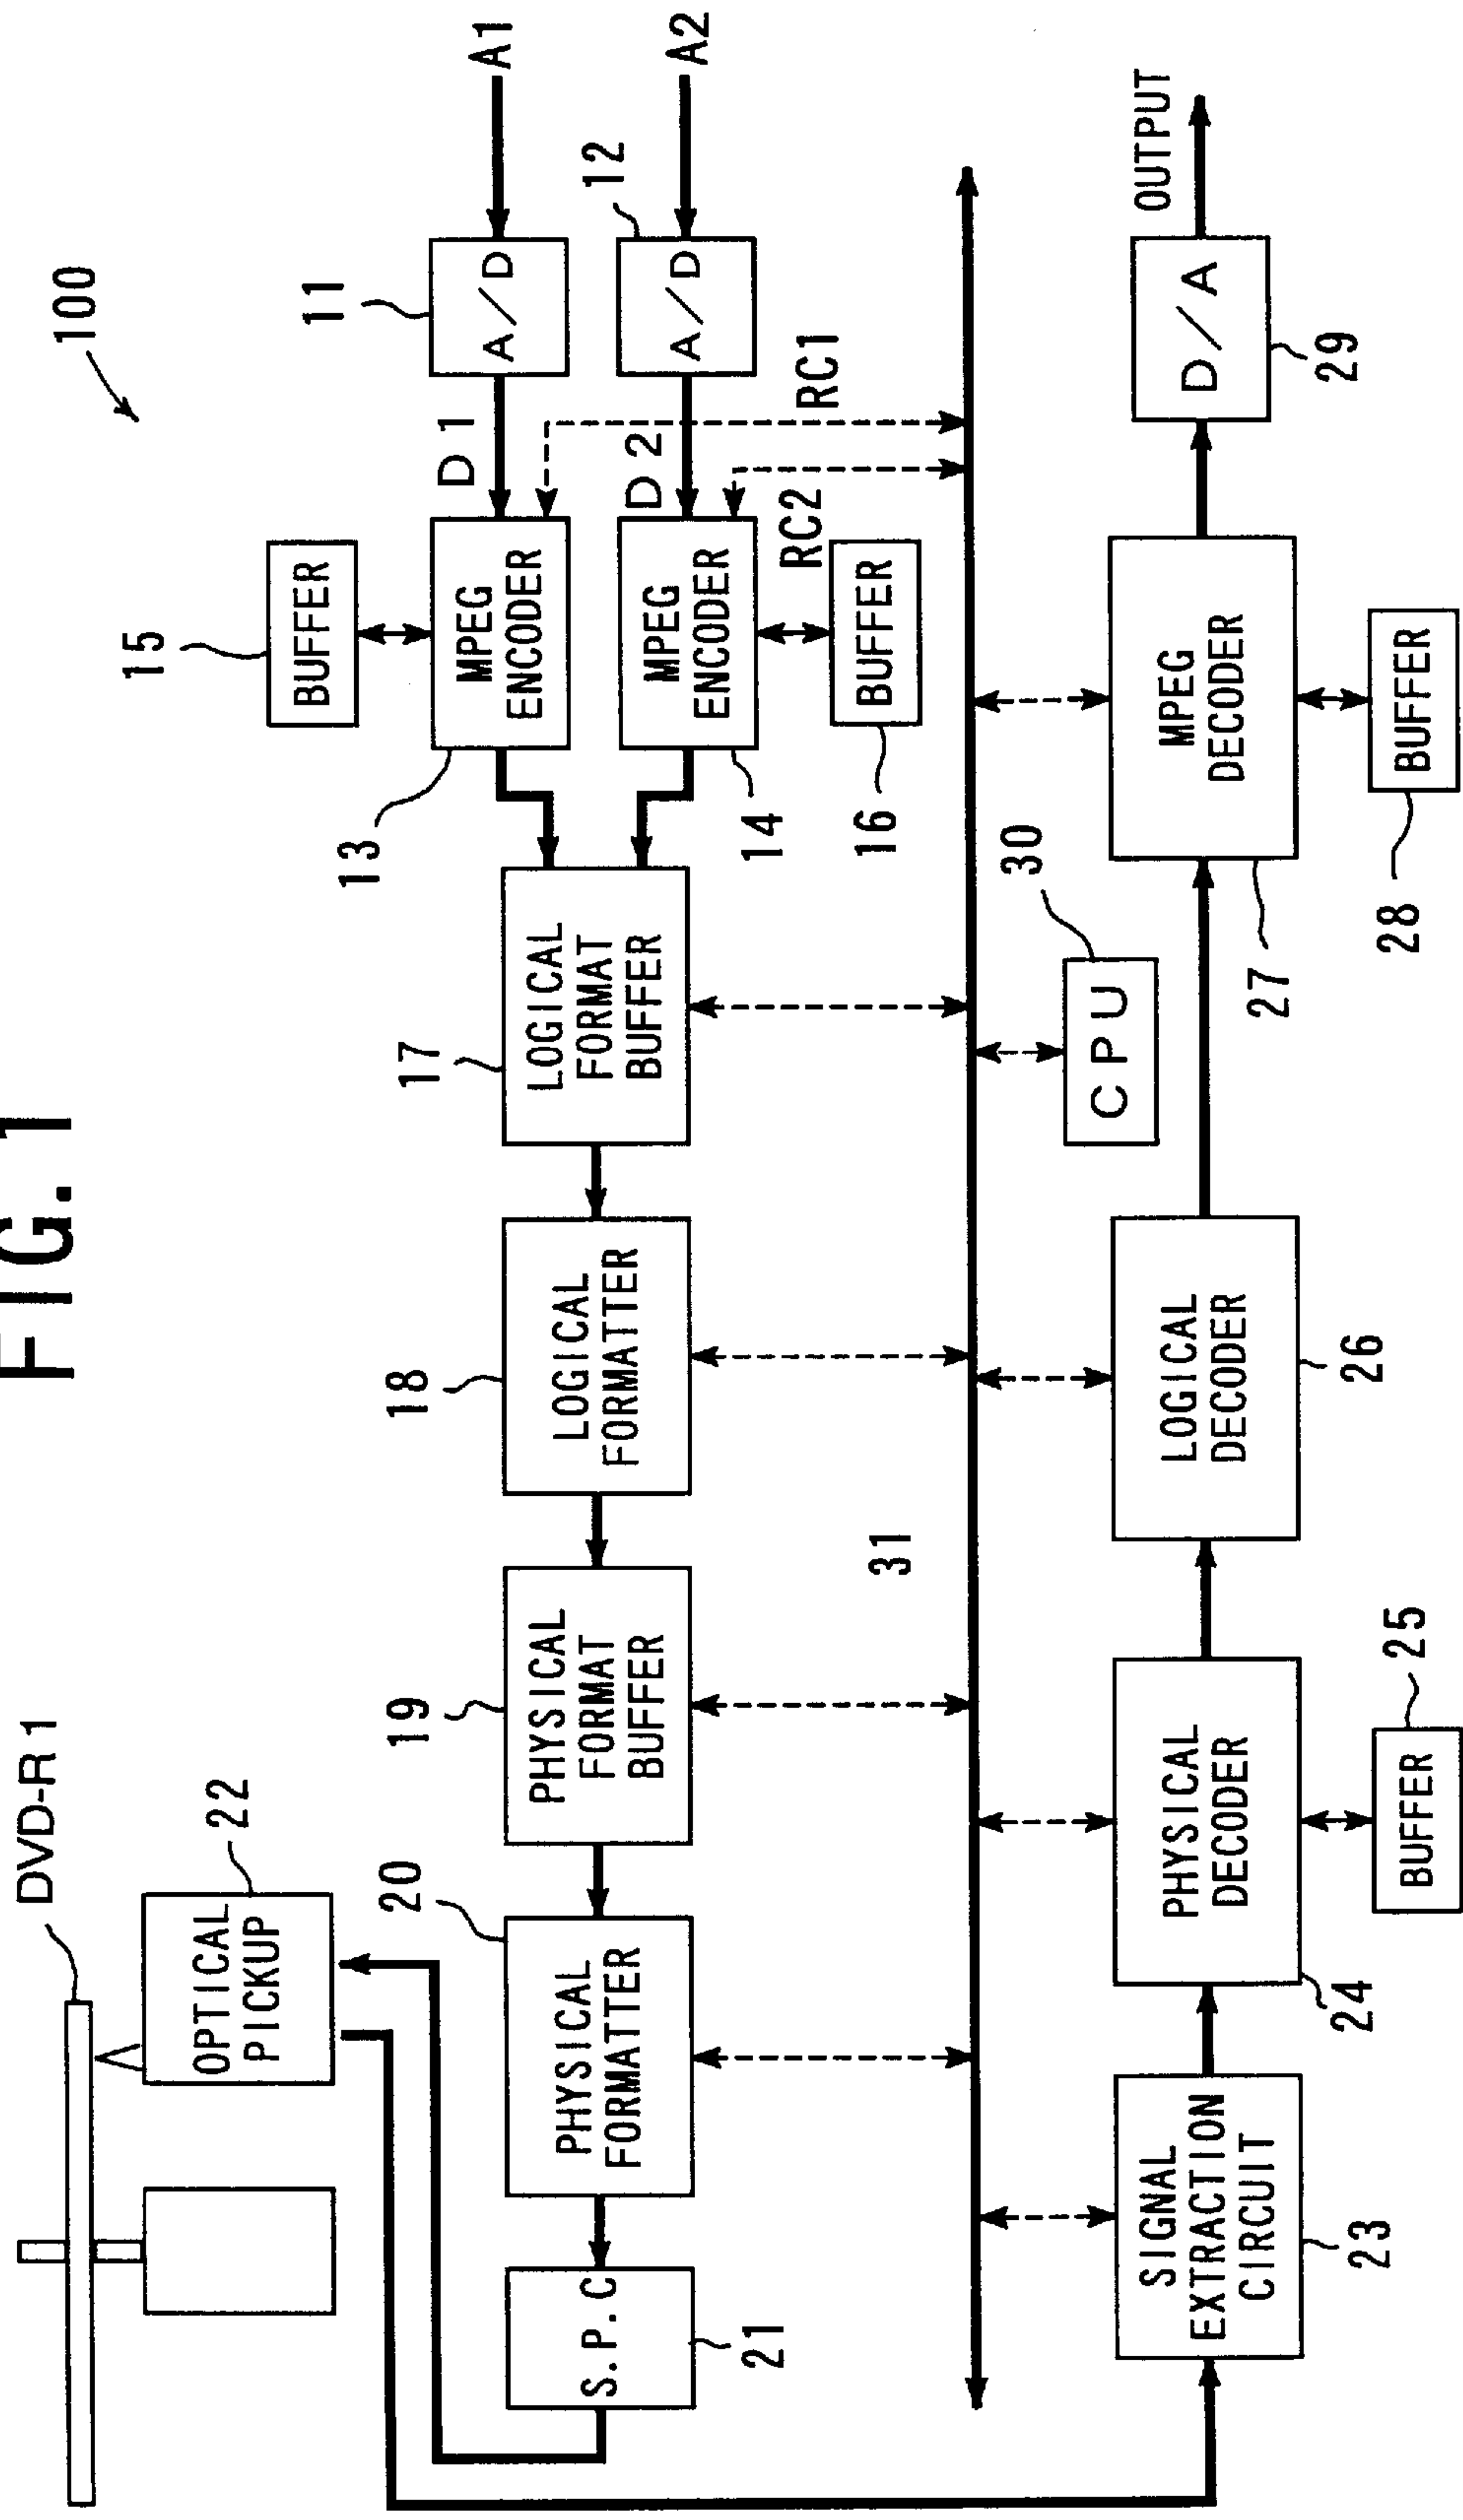 FIG. 1
100
DVD-R 1
OPTICAL
PICKUP
22
A1
A/D
11
D1
MPEG
ENCODER
13
BUFFER
15
A2
A/D
12
D2
MPEG
ENCODER
14
BUFFER
16
RC1
RC2
LOGICAL
FORMAT
BUFFER
17
LOGICAL
FORMATTER
18
PHYSICAL
FORMAT
BUFFER
19
PHYSICAL
FORMATTER
20
S.P.C
21
31
CPU
30
SIGNAL
EXTRACTION
CIRCUIT
23
PHYSICAL
DECODER
24
BUFFER
25
LOGICAL
DECODER
26
MPEG
DECODER
27
BUFFER
28
D/A
29
OUTPUT